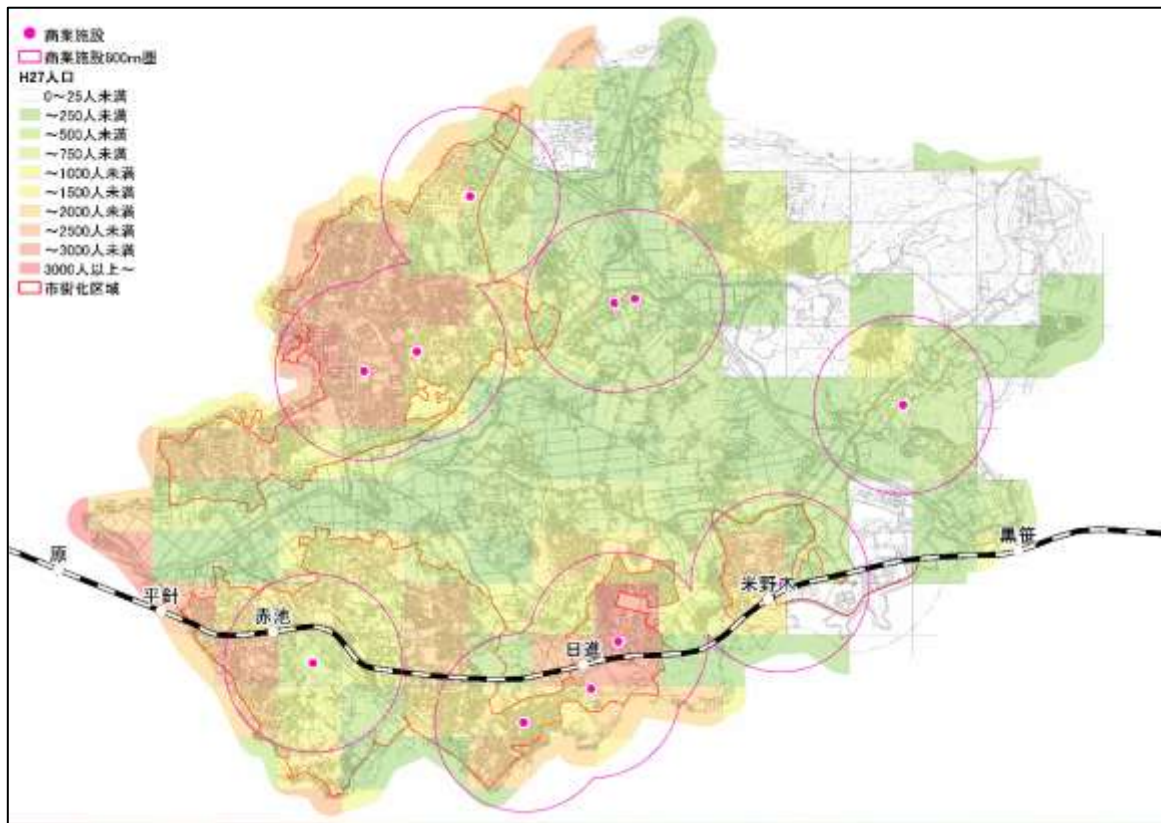 商業施設
商業施設800m圏
H27人口
0～25人未満
～250人未満
～500人未満
～750人未満
～1000人未満
～1500人未満
～2000人未満
～2500人未満
～3000人未満
3000人以上～
市街化区域
原
平針
赤池
日進
米野木
黒笹